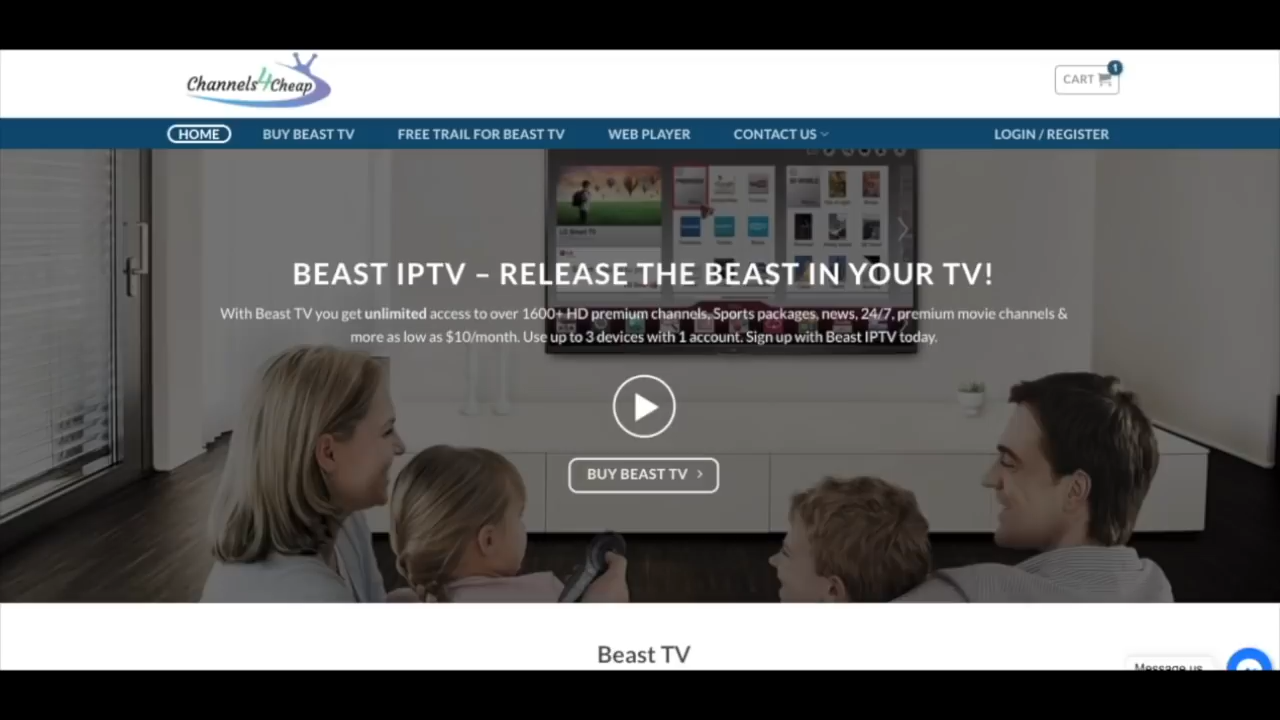 Channels4Cheap
CART
1
HOME
BUY BEAST TV
FREE TRAIL FOR BEAST TV
WEB PLAYER
CONTACT US
LOGIN / REGISTER
BEAST IPTV – RELEASE THE BEAST IN YOUR TV!
With Beast TV you get unlimited access to over 1600+ HD premium channels, Sports packages, news, 24/7, premium movie channels &
more as low as $10/month. Use up to 3 devices with 1 account. Sign up with Beast IPTV today.
BUY BEAST TV
Beast TV
Message us